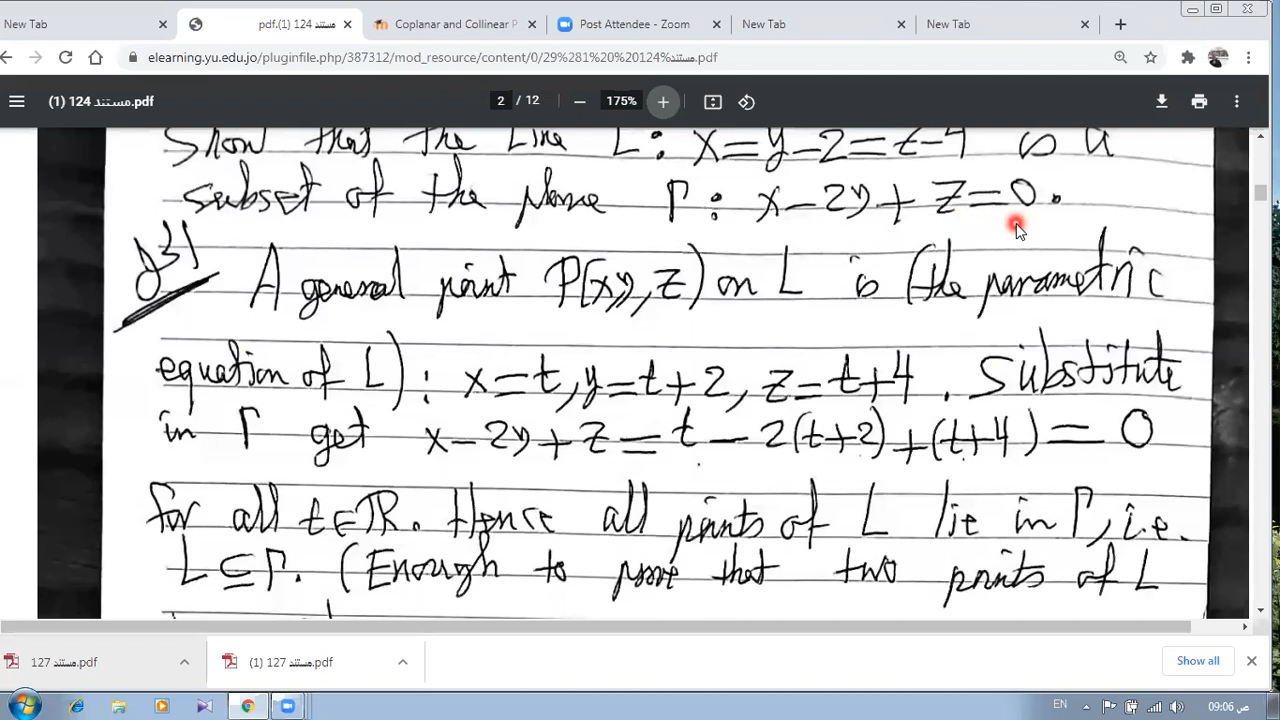 New Tab
pdf.(1) 124 مستند
Coplanar and Collinear P
Post Attendee - Zoom
New Tab
New Tab
elearning.yu.edu.jo/pluginfile.php/387312/mod_resource/content/0/29%281%20%20124%مستند.pdf
(1) 124 مستند.pdf
2 / 12
175%
Show that the Line L: x=y-2=z-4 is a
subset of the plane Γ: x-2y+z=0.
A general point P(x,y,z) on L is (the parametric
equation of L): x=t, y=t+2, z=t+4. Substitute
in Γ get x-2y+z=t-2(t+2)+(t+4)=0
for all t∈ℝ. Hence all points of L lie in Γ, i.e.
L⊆Γ. (Enough to prove that two points of L
127 مستند.pdf
(1) 127 مستند.pdf
Show all
EN
09:06 ص